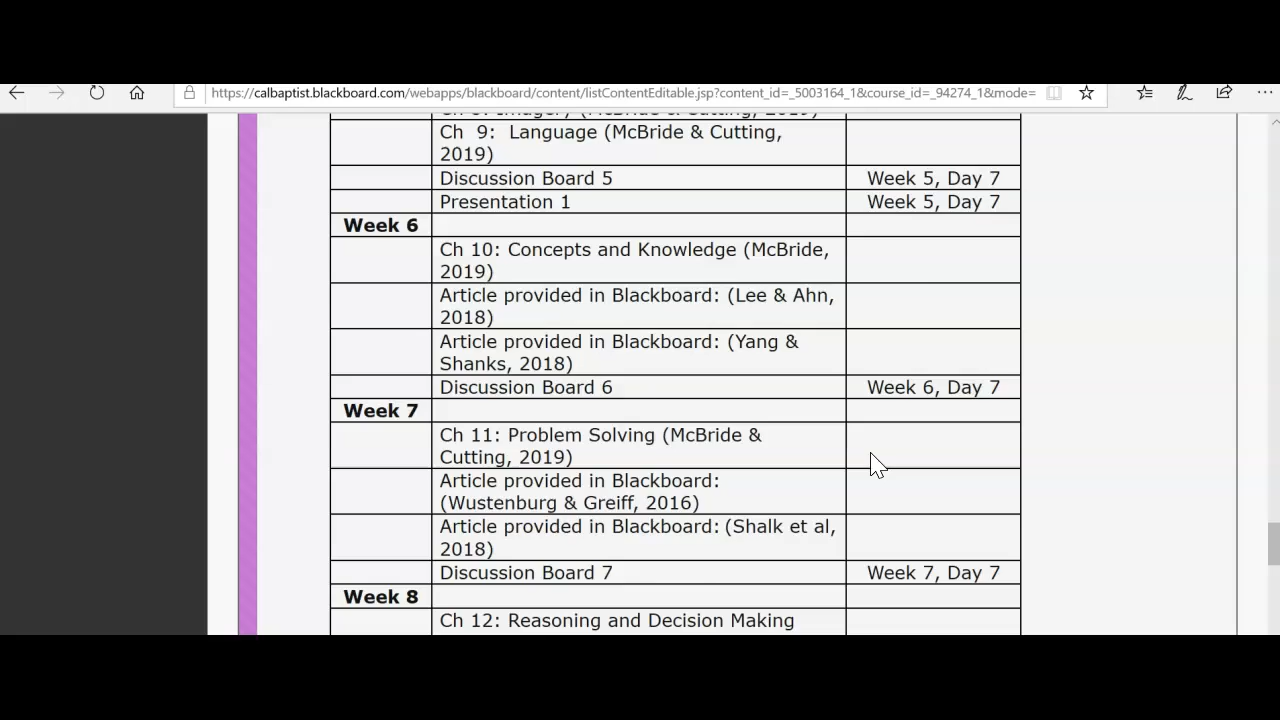 https://calbaptist.blackboard.com/webapps/blackboard/content/listContentEditable.jsp?content_id=_5003164_1&course_id=_94274_1&mode=
Ch 9: Language (McBride & Cutting,
2019)
Discussion Board 5 Week 5, Day 7
Presentation 1 Week 5, Day 7
Week 6
Ch 10: Concepts and Knowledge (McBride,
2019)
Article provided in Blackboard: (Lee & Ahn,
2018)
Article provided in Blackboard: (Yang &
Shanks, 2018)
Discussion Board 6 Week 6, Day 7
Week 7
Ch 11: Problem Solving (McBride &
Cutting, 2019)
Article provided in Blackboard:
(Wustenburg & Greiff, 2016)
Article provided in Blackboard: (Shalk et al,
2018)
Discussion Board 7 Week 7, Day 7
Week 8
Ch 12: Reasoning and Decision Making